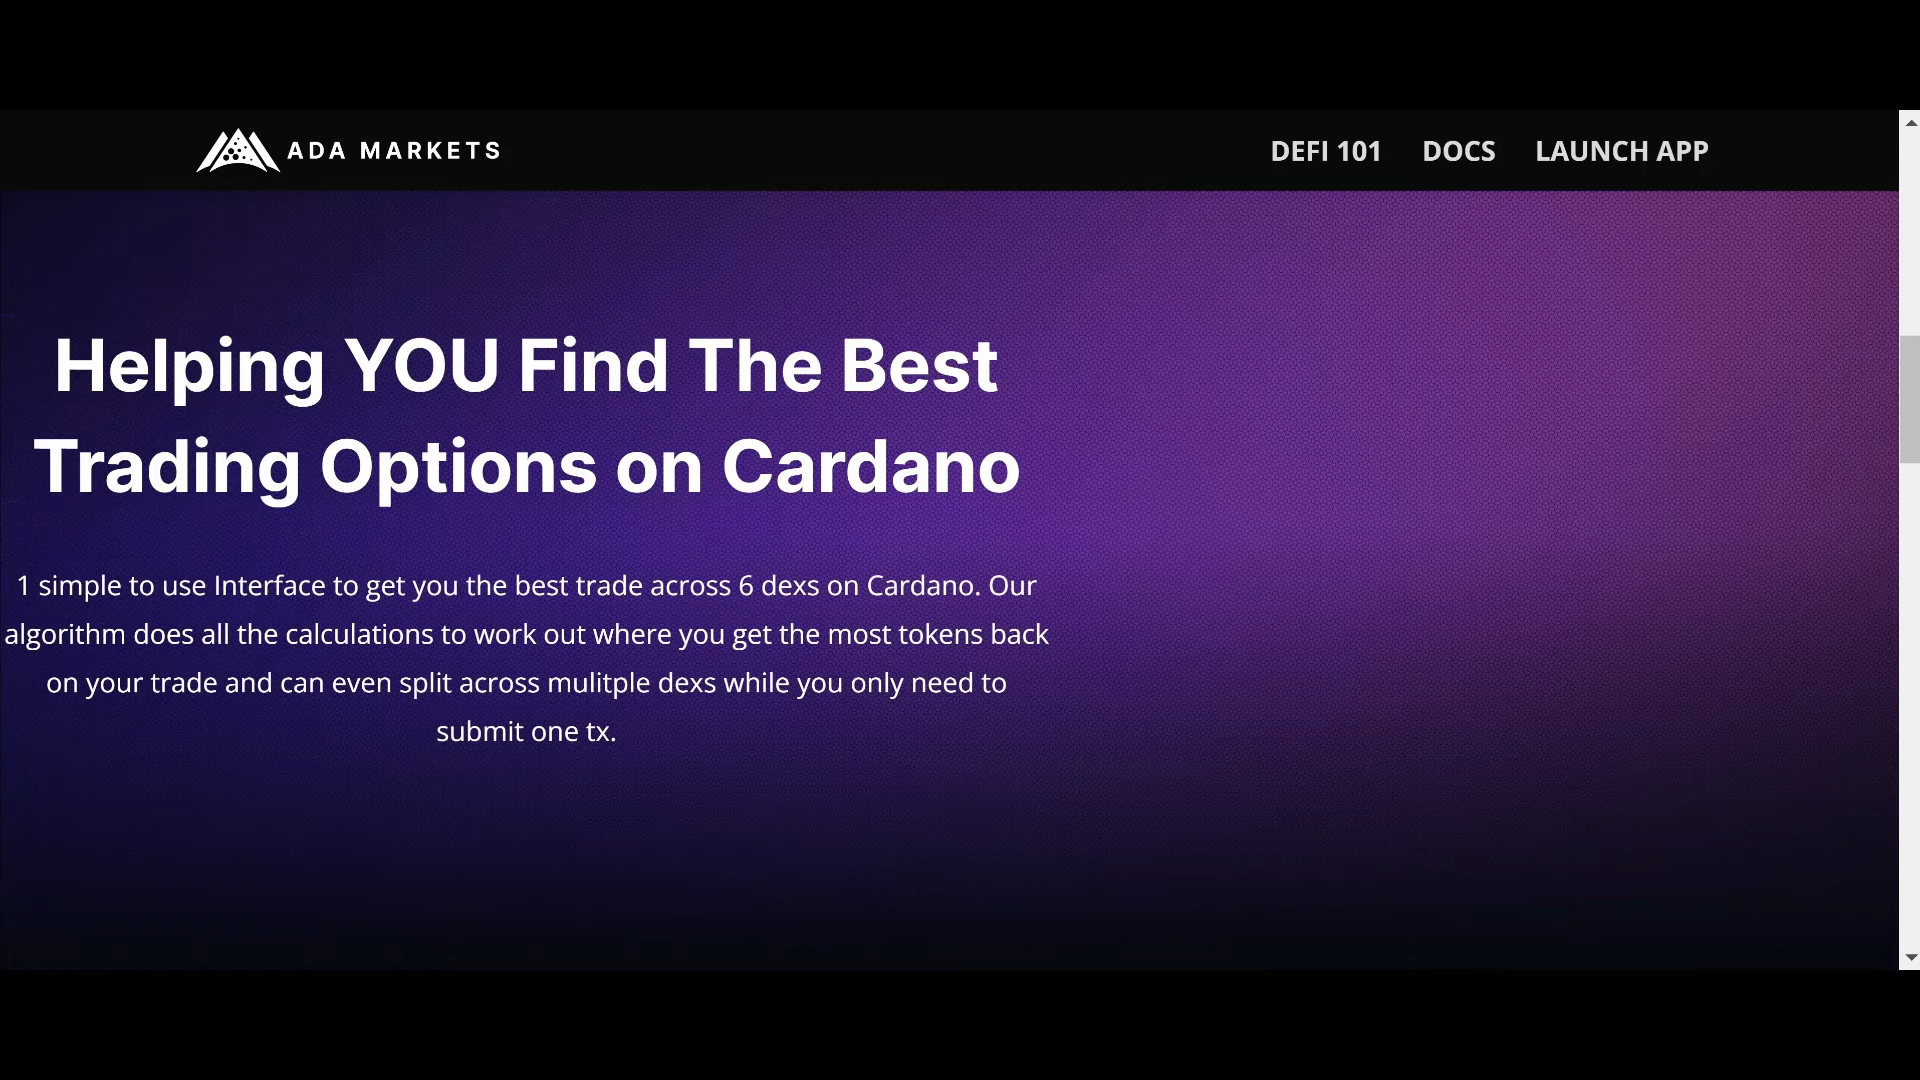 ADA MARKETS
DEFI 101
DOCS
LAUNCH APP
Helping YOU Find The Best
Trading Options on Cardano
1 simple to use Interface to get you the best trade across 6 dexs on Cardano. Our
algorithm does all the calculations to work out where you get the most tokens back
on your trade and can even split across mulitple dexs while you only need to
submit one tx.